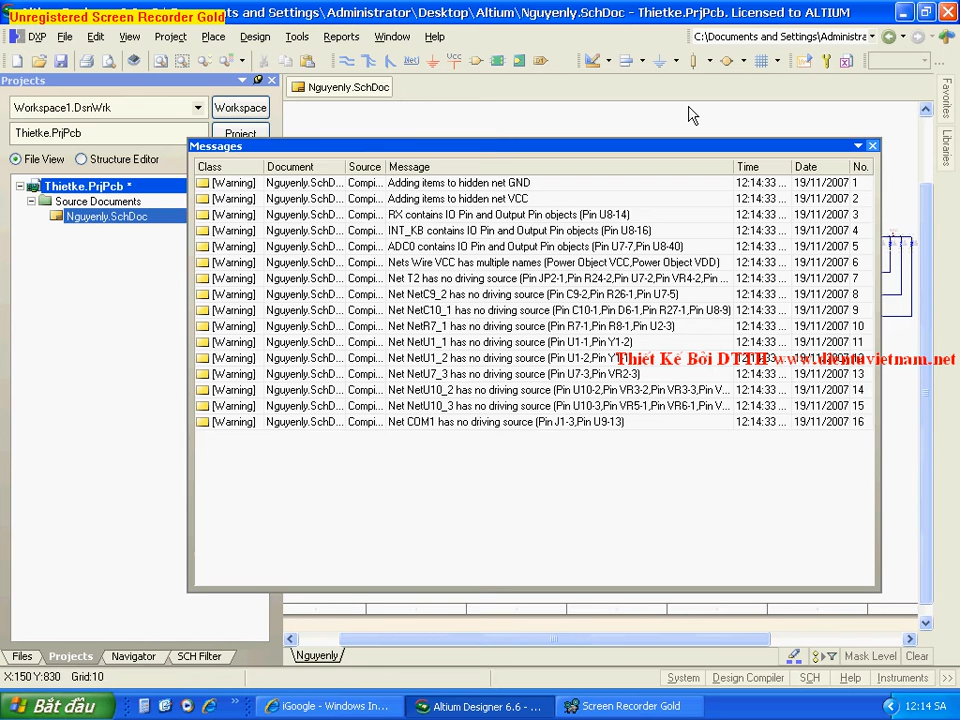 Unregistered Screen Recorder Gold
and Settings\Administrator\Desktop\Altium\Nguyenly.SchDoc - Thietke.PrjPcb. Licensed to ALTIUM
DXP File Edit View Project Place Design Tools Reports Window Help C:\Documents and Settings\Administra
Projects
Nguyenly.SchDoc
Workspace1.DsnWrk Workspace
Thietke.PrjPcb Project
File View Structure Editor
Thietke.PrjPcb *
Source Documents
Nguyenly.SchDoc
Favorites
Libraries
Messages
Class Document Source Message Time Date No.
[Warning] Nguyenly.SchD... Compi... Adding items to hidden net GND 12:14:33 ... 19/11/2007 1
[Warning] Nguyenly.SchD... Compi... Adding items to hidden net VCC 12:14:33 ... 19/11/2007 2
[Warning] Nguyenly.SchD... Compi... RX contains IO Pin and Output Pin objects (Pin U8-14) 12:14:33 ... 19/11/2007 3
[Warning] Nguyenly.SchD... Compi... INT_KB contains IO Pin and Output Pin objects (Pin U8-16) 12:14:33 ... 19/11/2007 4
[Warning] Nguyenly.SchD... Compi... ADC0 contains IO Pin and Output Pin objects (Pin U7-7,Pin U8-40) 12:14:33 ... 19/11/2007 5
[Warning] Nguyenly.SchD... Compi... Nets Wire VCC has multiple names (Power Object VCC,Power Object VDD) 12:14:33 ... 19/11/2007 6
[Warning] Nguyenly.SchD... Compi... Net T2 has no driving source (Pin JP2-1,Pin R24-2,Pin U7-2,Pin VR4-2,Pin ... 12:14:33 ... 19/11/2007 7
[Warning] Nguyenly.SchD... Compi... Net NetC9_2 has no driving source (Pin C9-2,Pin R26-1,Pin U7-5) 12:14:33 ... 19/11/2007 8
[Warning] Nguyenly.SchD... Compi... Net NetC10_1 has no driving source (Pin C10-1,Pin D6-1,Pin R27-1,Pin U8-9) 12:14:33 ... 19/11/2007 9
[Warning] Nguyenly.SchD... Compi... Net NetR7_1 has no driving source (Pin R7-1,Pin R8-1,Pin U2-3) 12:14:33 ... 19/11/2007 10
[Warning] Nguyenly.SchD... Compi... Net NetU1_1 has no driving source (Pin U1-1,Pin Y1-2) 12:14:33 ... 19/11/2007 11
[Warning] Nguyenly.SchD... Compi... Net NetU1_2 has no driving source (Pin U1-2,Pin Y1-1) 12:14:33 ... 19/11/2007 12
Thiết Kế Bởi DTVB www.dientuvietnam.net
[Warning] Nguyenly.SchD... Compi... Net NetU7_3 has no driving source (Pin U7-3,Pin VR2-3) 12:14:33 ... 19/11/2007 13
[Warning] Nguyenly.SchD... Compi... Net NetU10_2 has no driving source (Pin U10-2,Pin VR3-2,Pin VR3-3,Pin V... 12:14:33 ... 19/11/2007 14
[Warning] Nguyenly.SchD... Compi... Net NetU10_3 has no driving source (Pin U10-3,Pin VR5-1,Pin VR6-1,Pin V... 12:14:33 ... 19/11/2007 15
[Warning] Nguyenly.SchD... Compi... Net COM1 has no driving source (Pin J1-3,Pin U9-13) 12:14:33 ... 19/11/2007 16
Files Projects Navigator SCH Filter Nguyenly Mask Level Clear
X:150 Y:830 Grid:10 System Design Compiler SCH Help Instruments >>
Bắt đầu iGoogle - Windows In... Altium Designer 6.6 - ... Screen Recorder Gold 12:14 SA